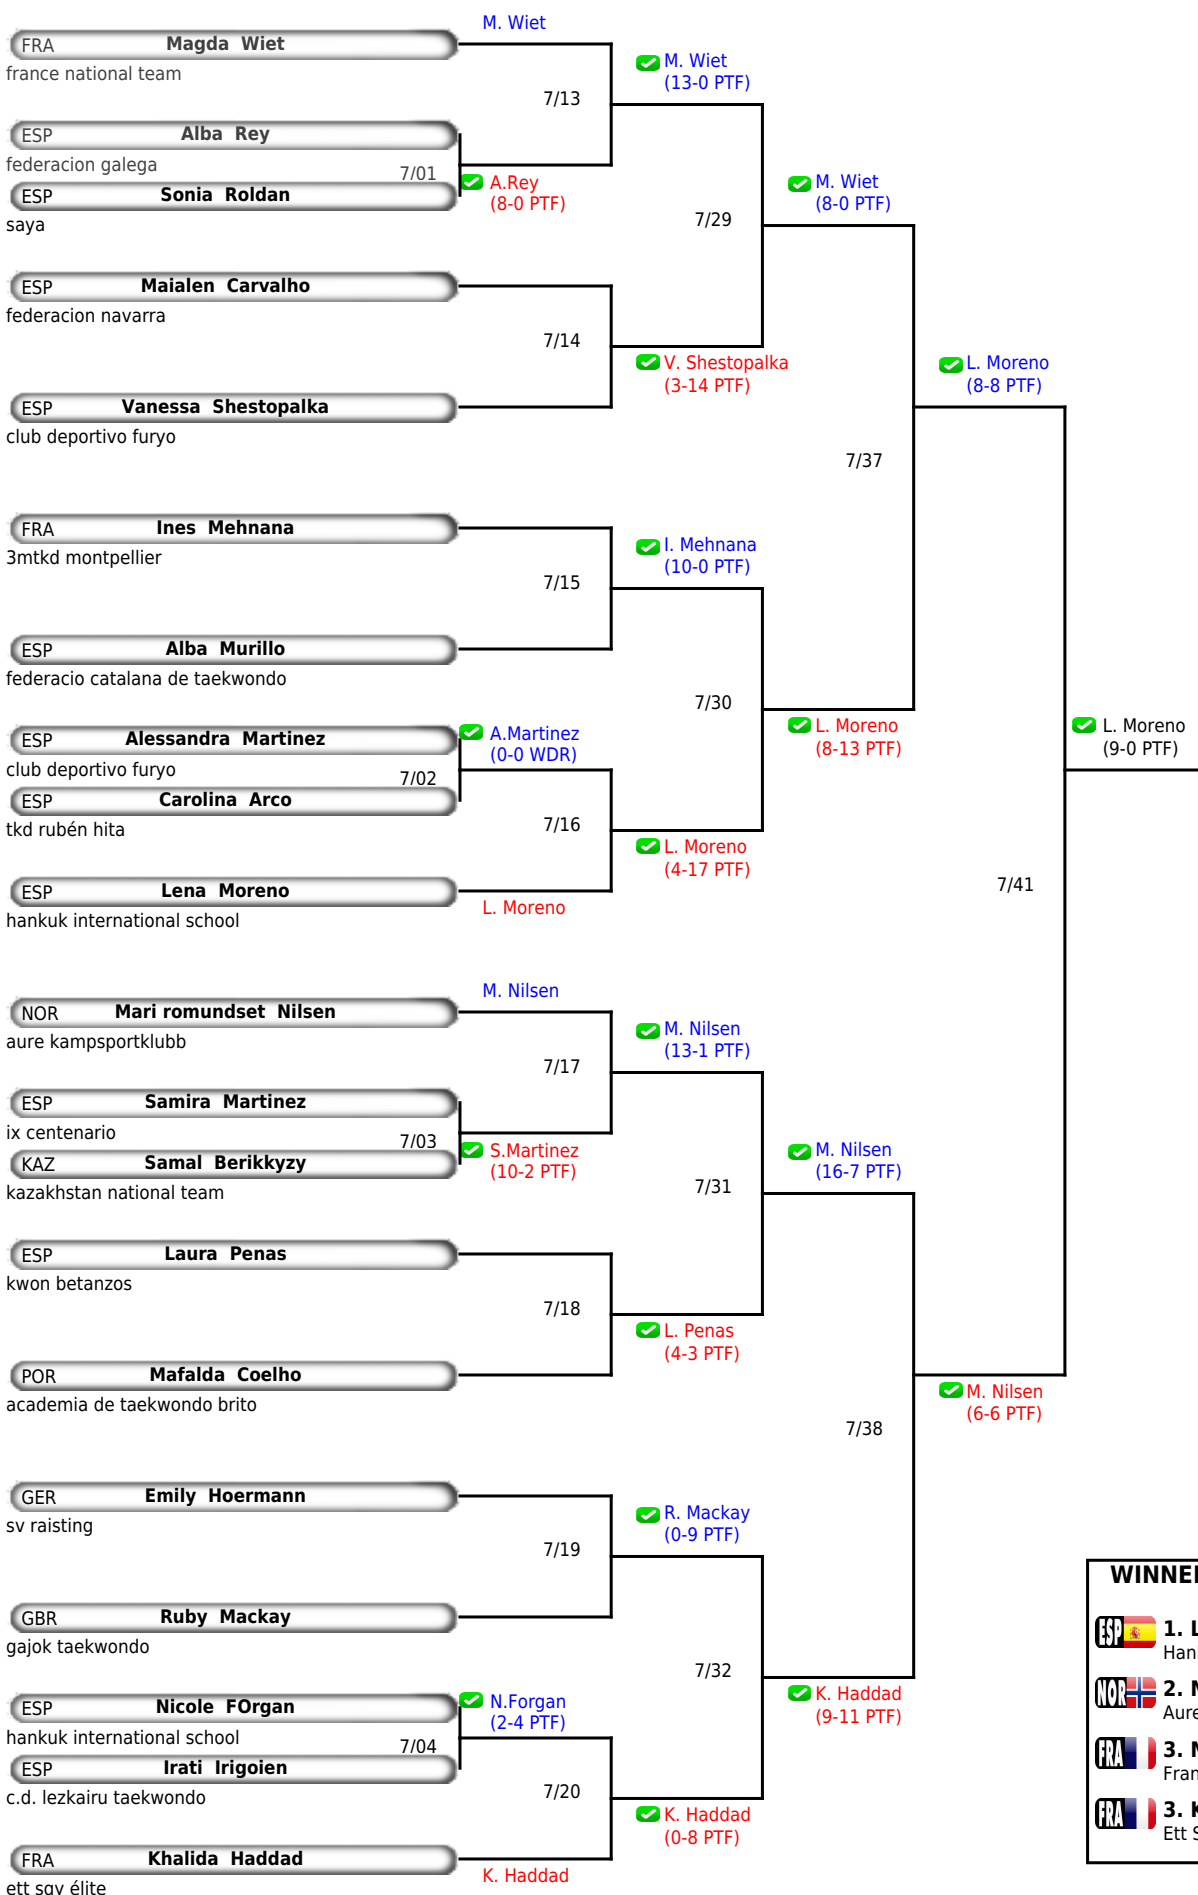 M. Wiet
FRA Magda Wiet
france national team
M. Wiet
(13-0 PTF)
7/13
ESP Alba Rey
federacion galega
7/01
A.Rey
(8-0 PTF)
ESP Sonia Roldan
saya
M. Wiet
(8-0 PTF)
7/29
ESP Maialen Carvalho
federacion navarra
7/14
V. Shestopalka
(3-14 PTF)
ESP Vanessa Shestopalka
club deportivo furyo
L. Moreno
(8-8 PTF)
7/37
FRA Ines Mehnana
3mtkd montpellier
I. Mehnana
(10-0 PTF)
7/15
ESP Alba Murillo
federacio catalana de taekwondo
7/30
L. Moreno
(8-13 PTF)
L. Moreno
(9-0 PTF)
ESP Alessandra Martinez
club deportivo furyo
A.Martinez
(0-0 WDR)
7/02
ESP Carolina Arco
tkd rubén hita
7/16
L. Moreno
(4-17 PTF)
ESP Lena Moreno
hankuk international school
L. Moreno
7/41
M. Nilsen
NOR Mari romundset Nilsen
aure kampsportklubb
M. Nilsen
(13-1 PTF)
7/17
ESP Samira Martinez
ix centenario
7/03
S.Martinez
(10-2 PTF)
KAZ Samal Berikkyzy
kazakhstan national team
M. Nilsen
(16-7 PTF)
7/31
ESP Laura Penas
kwon betanzos
7/18
L. Penas
(4-3 PTF)
POR Mafalda Coelho
academia de taekwondo brito
M. Nilsen
(6-6 PTF)
7/38
GER Emily Hoermann
sv raisting
R. Mackay
(0-9 PTF)
7/19
GBR Ruby Mackay
gajok taekwondo
7/32
K. Haddad
(9-11 PTF)
ESP Nicole FOrgan
hankuk international school
N.Forgan
(2-4 PTF)
7/04
ESP Irati Irigoien
c.d. lezkairu taekwondo
7/20
K. Haddad
(0-8 PTF)
FRA Khalida Haddad
ett sqy élite
K. Haddad
WINNE
ESP 1. L
Han
NOR 2. 
Aure
FRA 3. 
Fran
FRA 3. K
Ett S